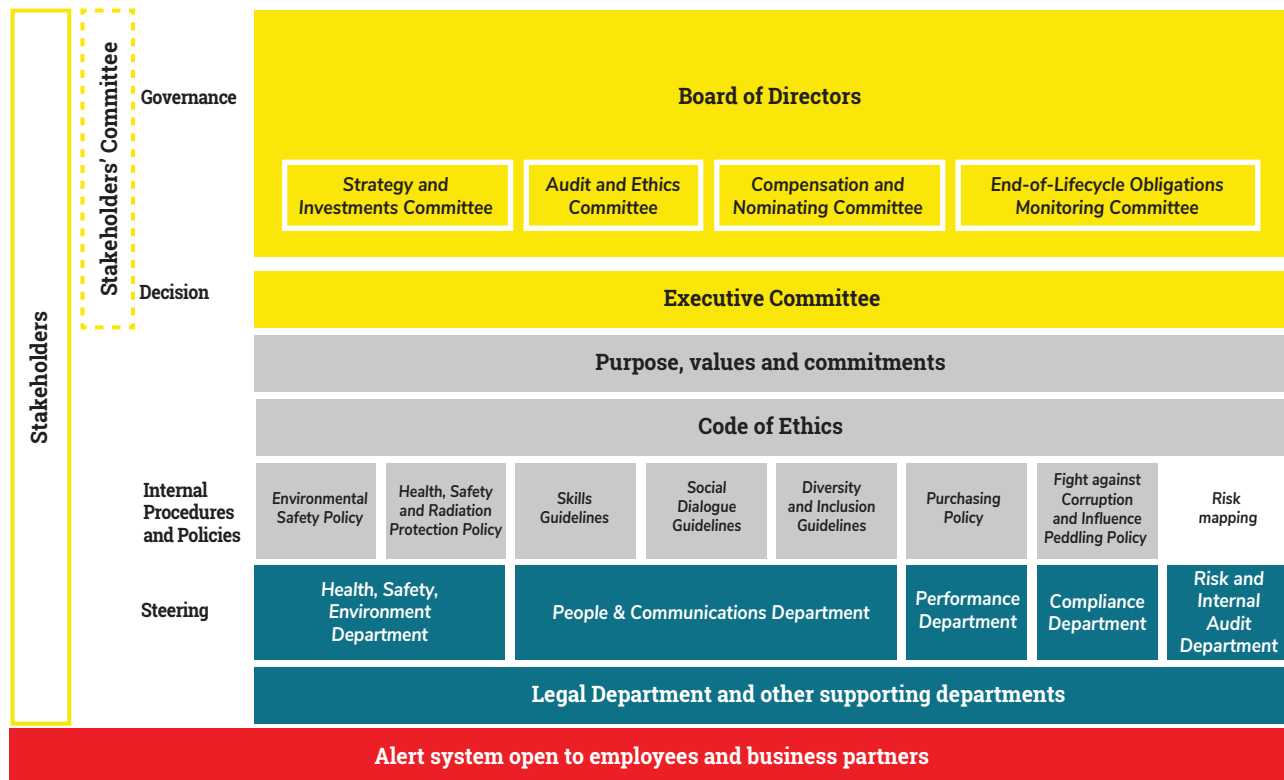 Stakeholders
Stakeholders' Committee
Governance
Board of Directors
Strategy and
Investments Committee
Audit and Ethics
Committee
Compensation and
Nominating Committee
End-of-Lifecycle Obligations
Monitoring Committee
Decision
Executive Committee
Purpose, values and commitments
Code of Ethics
Internal
Procedures
and Policies
Environmental
Safety Policy
Health, Safety
and Radiation
Protection Policy
Skills
Guidelines
Social
Dialogue
Guidelines
Diversity
and Inclusion
Guidelines
Purchasing
Policy
Fight against
Corruption
and Influence
Peddling Policy
Risk
mapping
Steering
Health, Safety,
Environment
Department
People & Communications Department
Performance
Department
Compliance
Department
Risk and
Internal
Audit
Department
Legal Department and other supporting departments
Alert system open to employees and business partners